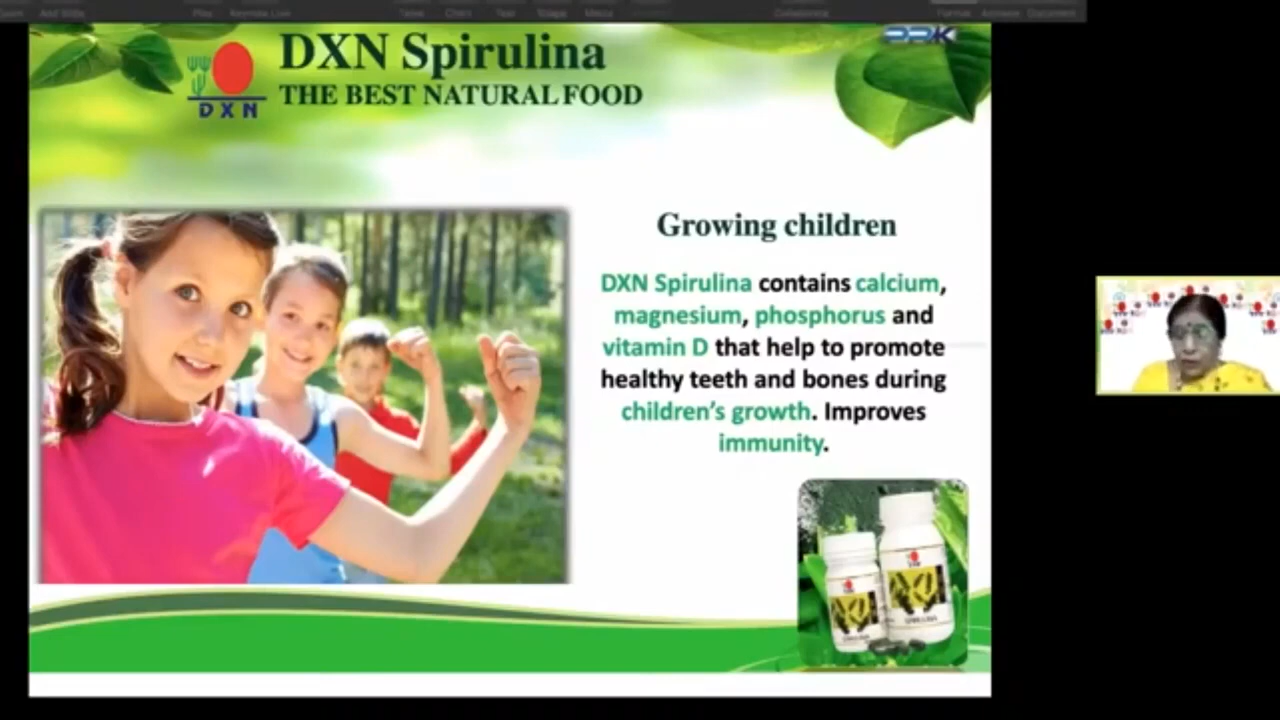 DXN Spirulina
THE BEST NATURAL FOOD
DXN
Growing children
DXN Spirulina contains calcium,
magnesium, phosphorus and
vitamin D that help to promote
healthy teeth and bones during
children's growth. Improves
immunity.